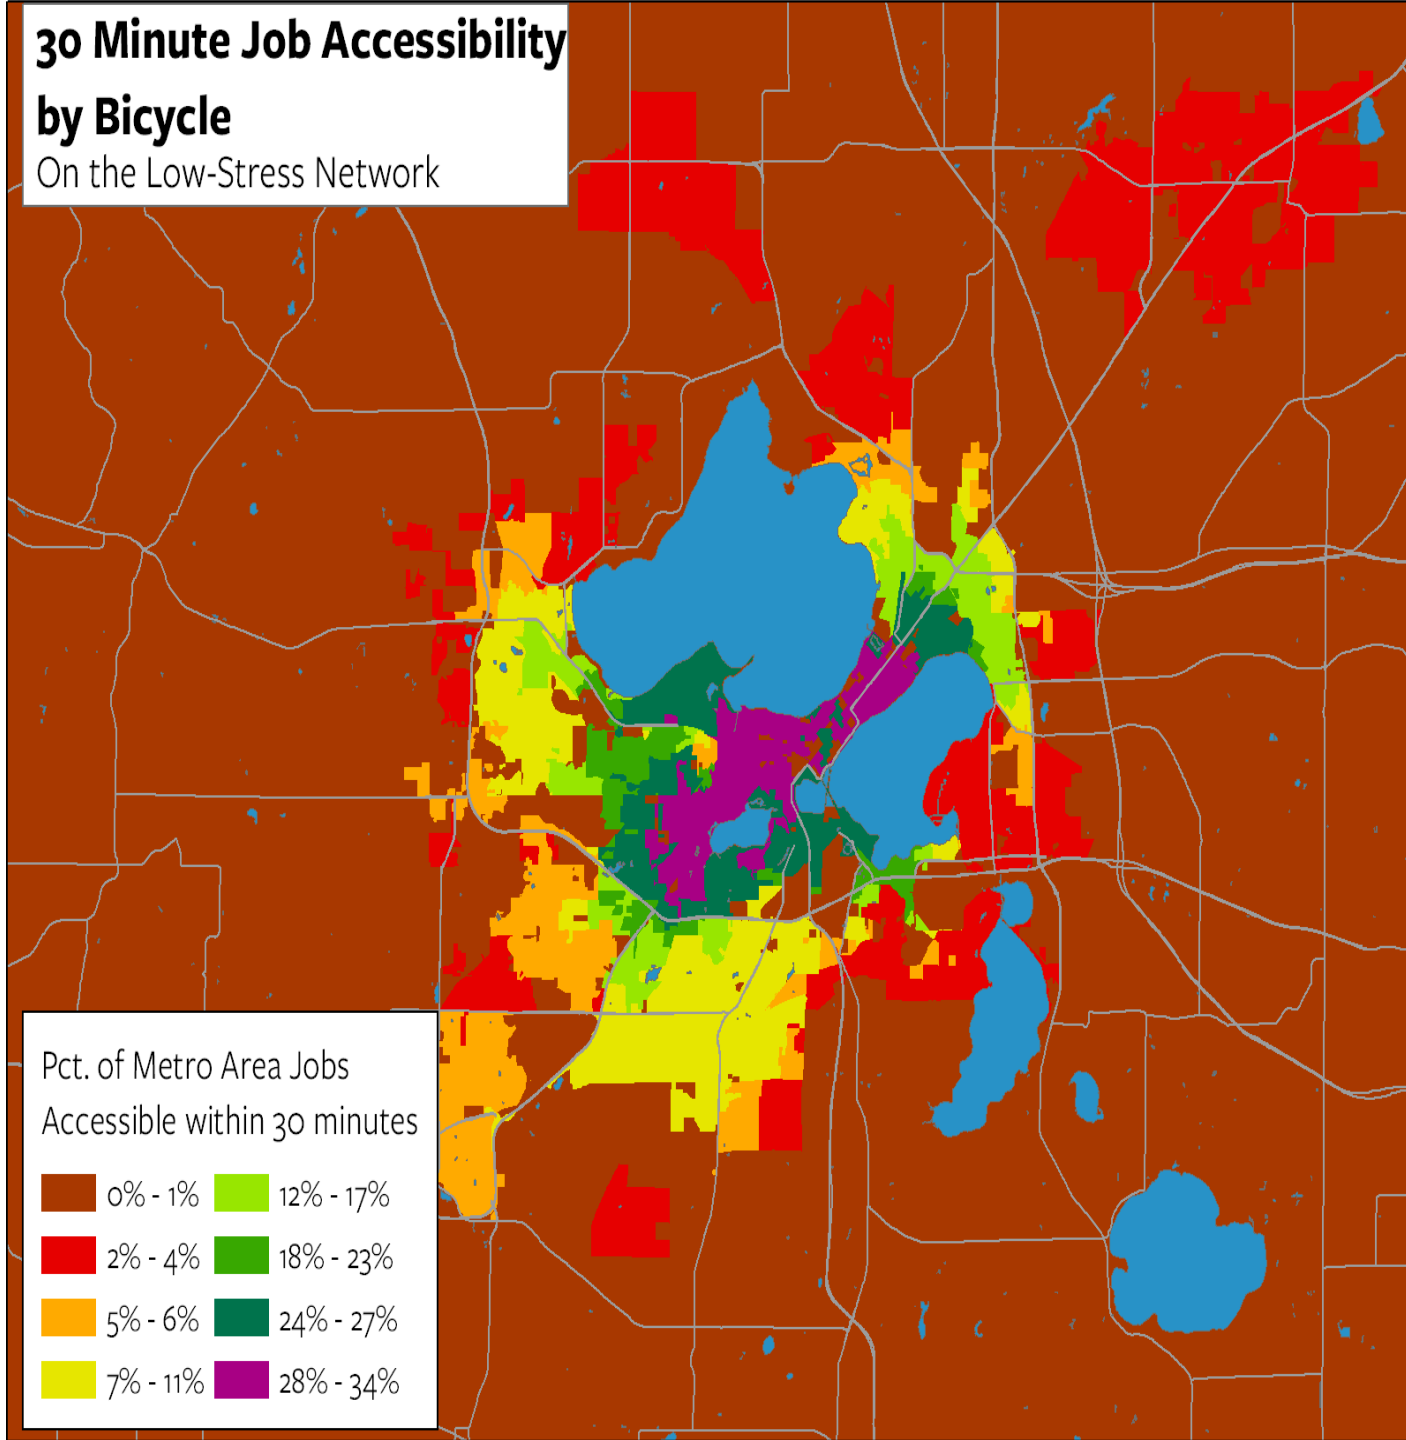 30 Minute Job Accessibility
by Bicycle
On the Low-Stress Network
Pct. of Metro Area Jobs
Accessible within 30 minutes
0% - 1%
2% - 4%
5% - 6%
7% - 11%
12% - 17%
18% - 23%
24% - 27%
28% - 34%